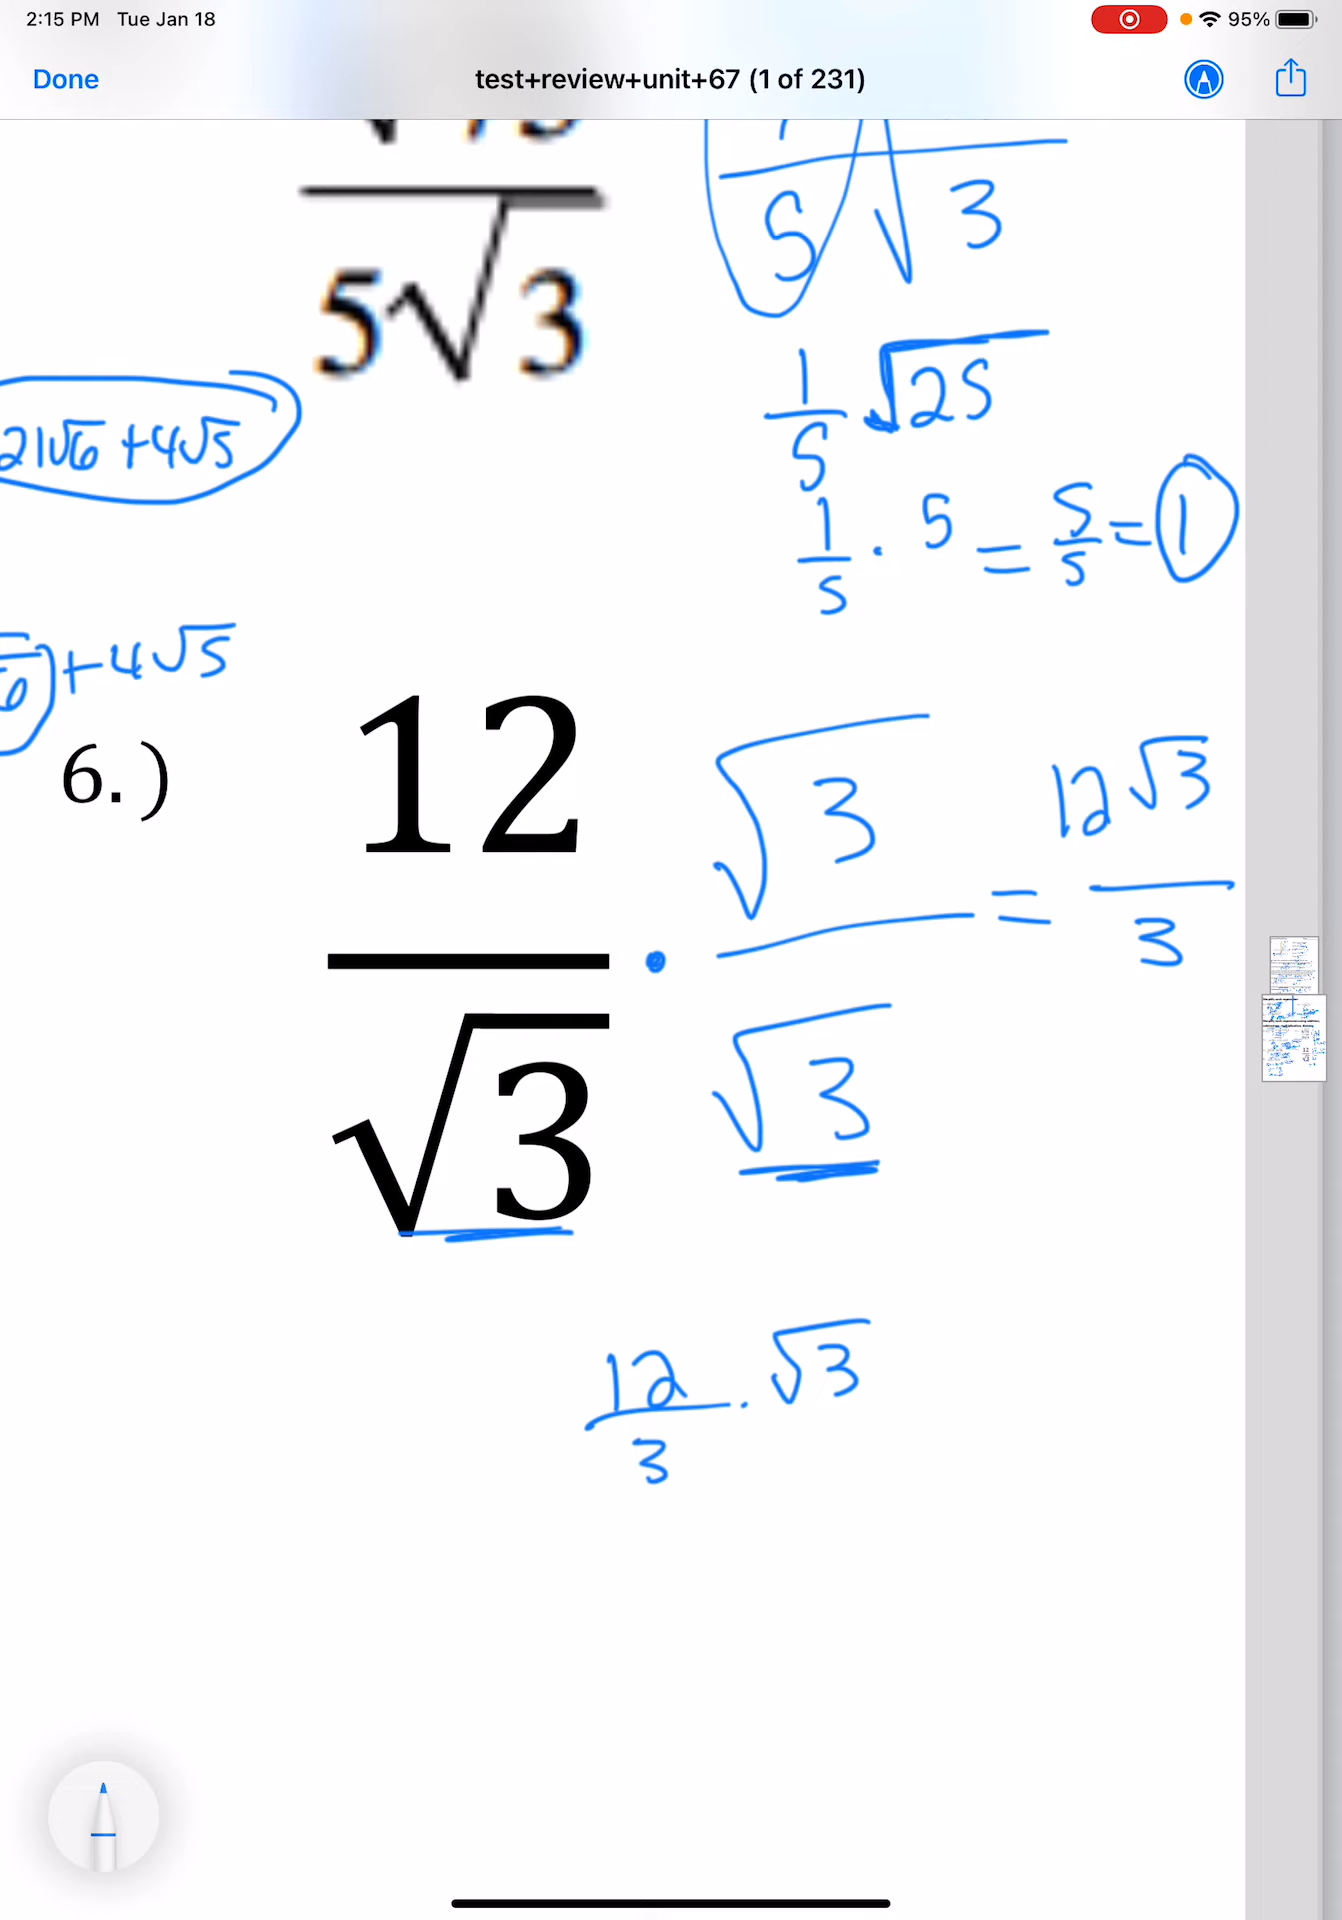 2:15 PM Tue Jan 18 95%
Done test+review+unit+67 (1 of 231)
5√3
5 √3
1/5 √25
21√6 +4√5
1/5 · 5 = 5/5 = 1
6) +4√5
6.) 12/√3 · √3/√3 = 12√3/3
12/3 · √3